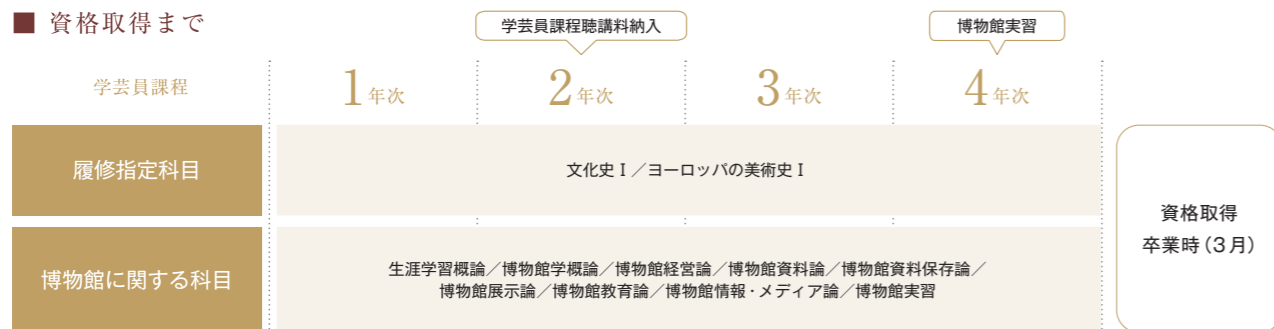 ■ 資格取得まで
学芸員課程聴講料納入
博物館実習
学芸員課程
1年次
2年次
3年次
4年次
履修指定科目
文化史Ⅰ／ヨーロッパの美術史Ⅰ
博物館に関する科目
生涯学習概論／博物館学概論／博物館経営論／博物館資料論／博物館資料保存論／
博物館展示論／博物館教育論／博物館情報・メディア論／博物館実習
資格取得
卒業時（3月）